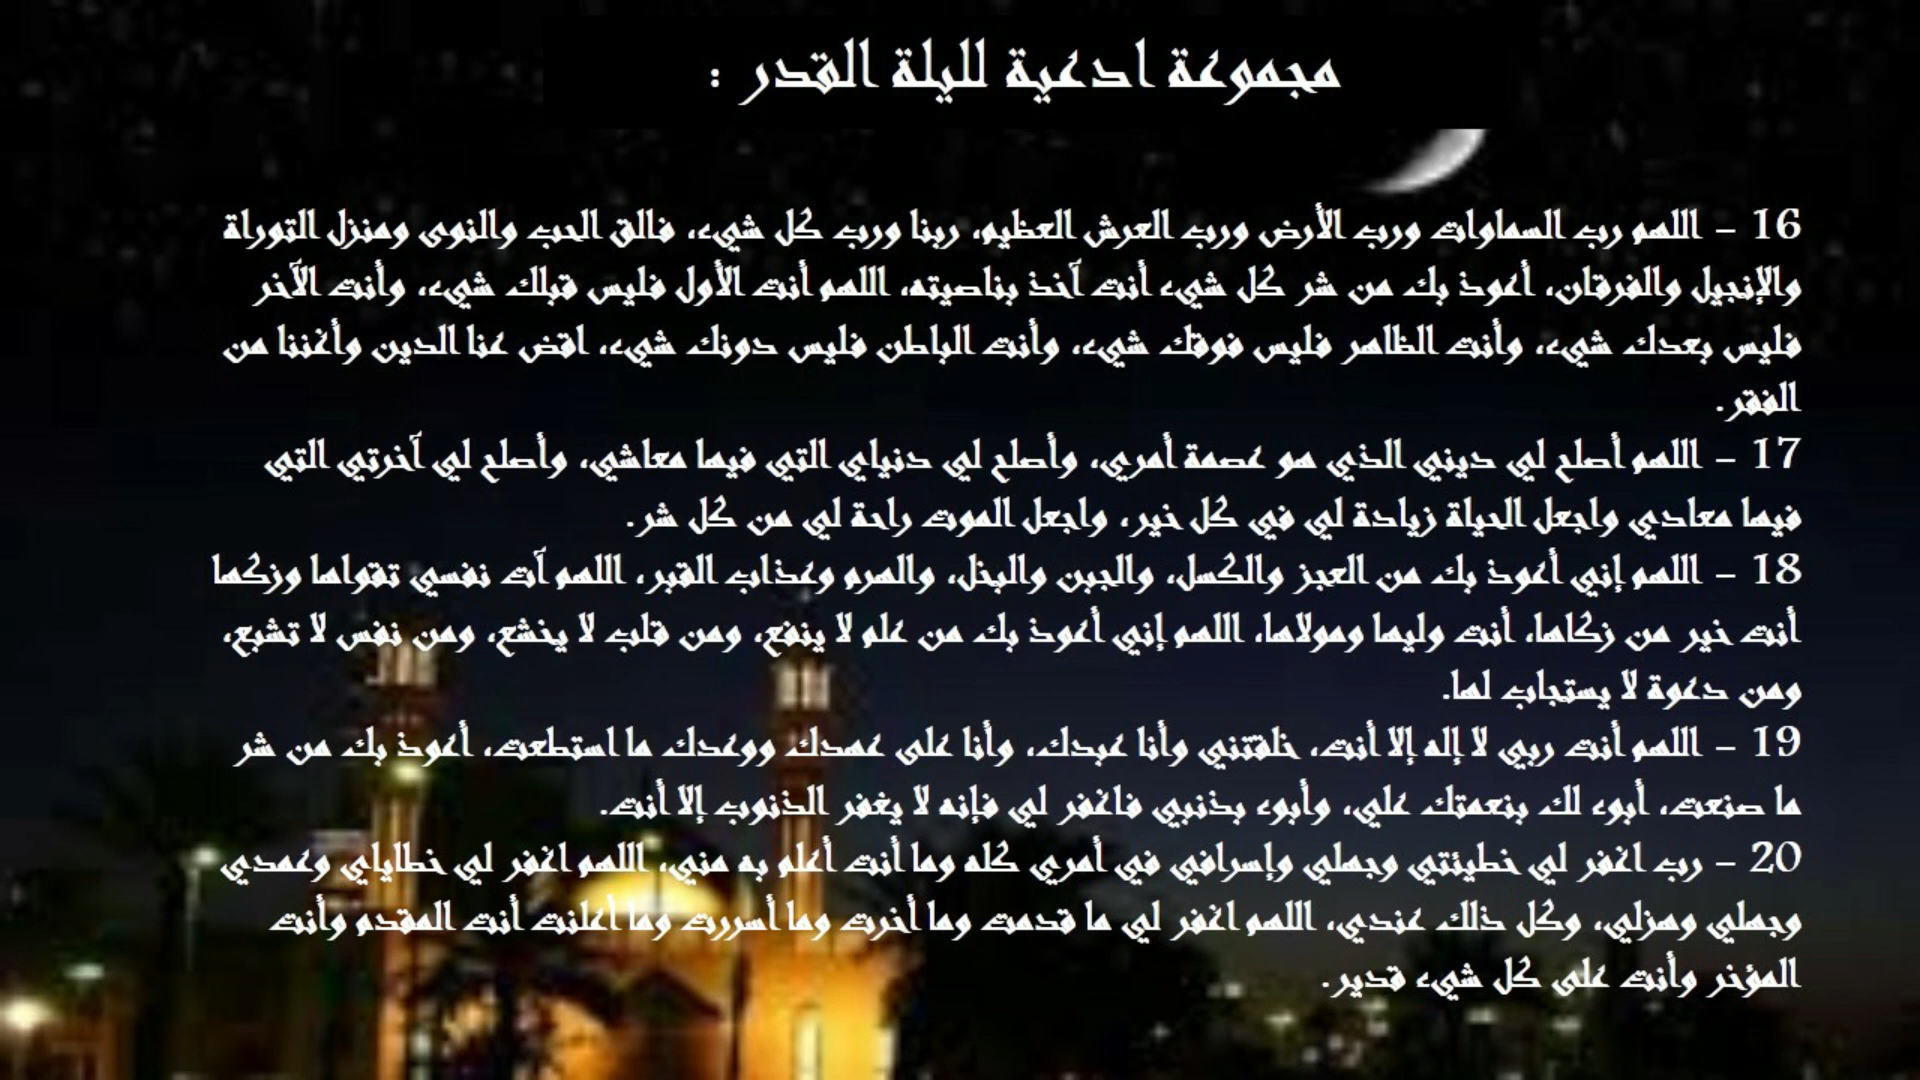 مجموعة ادعية لليلة القدر :
16 – اللهم رب السماوات ورب الأرض ورب العرش العظيم، ربنا ورب كل شيء، فالق الحب والنوى ومنزل التوراة
والإنجيل والفرقان، أعوذ بك من شر كل شيء أنت آخذ بناصيته، اللهم أنت الأول فليس قبلك شيء، وأنت الآخر
فليس بعدك شيء، وأنت الظاهر فليس فوقك شيء، وأنت الباطن فليس دونك شيء، اقض عنا الدين وأغننا من
الفقر.
17 – اللهم أصلح لي ديني الذي هو عصمة أمري، وأصلح لي دنياي التي فيها معاشي، وأصلح لي آخرتي التي
فيها معادي واجعل الحياة زيادة لي في كل خير، واجعل الموت راحة لي من كل شر.
18 – اللهم إني أعوذ بك من العجز والكسل، والجبن والبخل، والهرم وعذاب القبر، اللهم آت نفسي تقواها وزكها
أنت خير من زكاها، أنت وليها ومولاها، اللهم إني أعوذ بك من علم لا ينفع، ومن قلب لا يخشع، ومن نفس لا تشبع،
ومن دعوة لا يستجاب لها.
19 – اللهم أنت ربي لا إله إلا أنت، خلقتني وأنا عبدك، وأنا على عهدك ووعدك ما استطعت، أعوذ بك من شر
ما صنعت، أبوء لك بنعمتك علي، وأبوء بذنبي فاغفر لي فإنه لا يغفر الذنوب إلا أنت.
20 – رب اغفر لي خطيئتي وجهلي وإسرافي في أمري كله وما أنت أعلم به مني، اللهم اغفر لي خطاياي وعمدي
وجهلي وهزلي، وكل ذلك عندي، اللهم اغفر لي ما قدمت وما أخرت وما أسررت وما أعلنت أنت المقدم وأنت
المؤخر وأنت على كل شيء قدير.